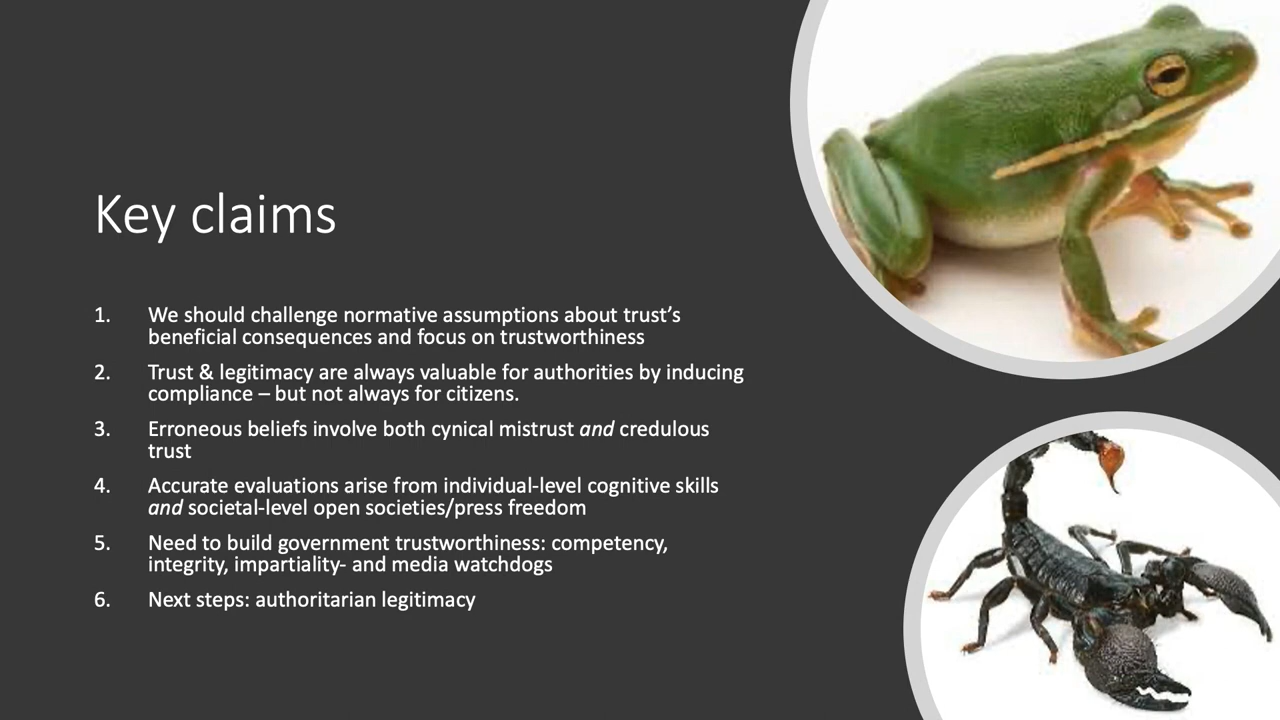 Key claims
1. We should challenge normative assumptions about trust’s
beneficial consequences and focus on trustworthiness
2. Trust & legitimacy are always valuable for authorities by inducing
compliance – but not always for citizens.
3. Erroneous beliefs involve both cynical mistrust and credulous
trust
4. Accurate evaluations arise from individual-level cognitive skills
and societal-level open societies/press freedom
5. Need to build government trustworthiness: competency,
integrity, impartiality- and media watchdogs
6. Next steps: authoritarian legitimacy